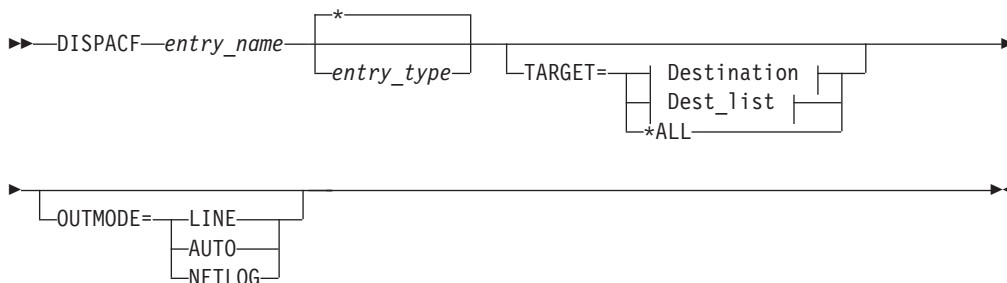 *
DISPACF entry_name
entry_type
TARGET= Destination
Dest_list
*ALL
OUTMODE= LINE
AUTO
NETLOG